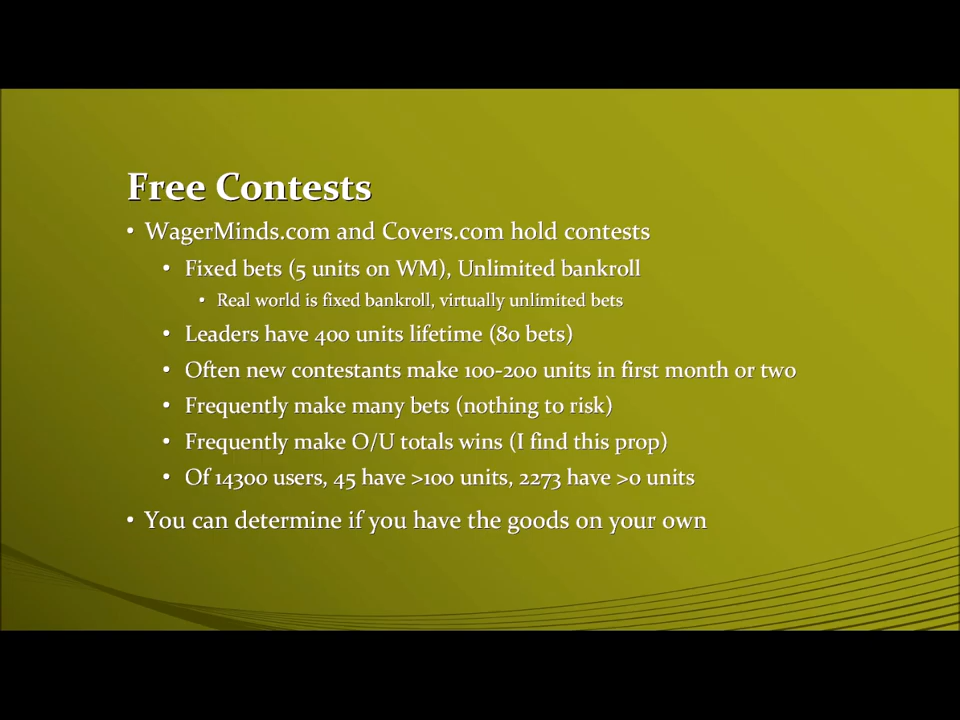 Free Contests
• WagerMinds.com and Covers.com hold contests
• Fixed bets (5 units on WM), Unlimited bankroll
• Real world is fixed bankroll, virtually unlimited bets
• Leaders have 400 units lifetime (80 bets)
• Often new contestants make 100-200 units in first month or two
• Frequently make many bets (nothing to risk)
• Frequently make O/U totals wins (I find this prop)
• Of 14300 users, 45 have >100 units, 2273 have >0 units
• You can determine if you have the goods on your own